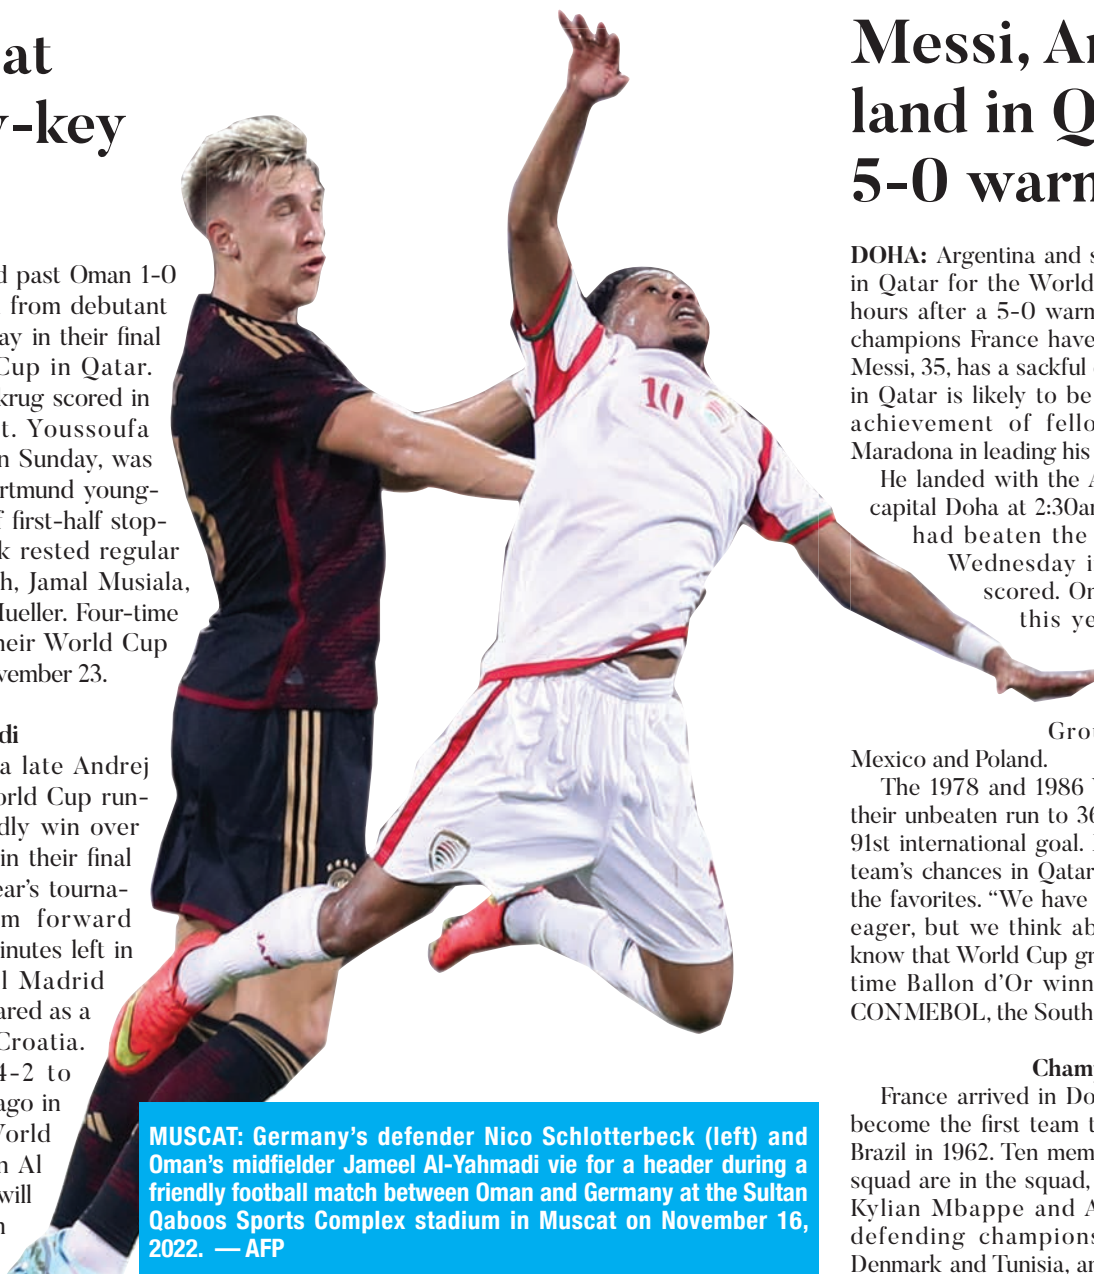 at
y-key
d past Oman 1-0
from debutant
ay in their final
Cup in Qatar.
krug scored in
t. Youssoufa
n Sunday, was
rtmund young-
f first-half stop-
k rested regular
h, Jamal Musiala,
Mueller. Four-time
heir World Cup
vember 23.
di
a late Andrej
orld Cup run-
dly win over
in their final
ear's tourna-
m forward
inutes left in
l Madrid
ared as a
Croatia.
4-2 to
ago in
World
n Al
will
n
10
MUSCAT: Germany's defender Nico Schlotterbeck (left) and
Oman's midfielder Jameel Al-Yahmadi vie for a header during a
friendly football match between Oman and Germany at the Sultan
Qaboos Sports Complex stadium in Muscat on November 16,
2022. — AFP
Messi, Ar
land in Q
5-0 warm
DOHA: Argentina and s
in Qatar for the World
hours after a 5-0 warm
champions France have
Messi, 35, has a sackful
in Qatar is likely to be
achievement of fello
Maradona in leading his
He landed with the A
capital Doha at 2:30am
had beaten the
Wednesday i
scored. On
this ye
Grou
Mexico and Poland.
The 1978 and 1986 W
their unbeaten run to 36
91st international goal.
team's chances in Qatar
the favorites. “We have
eager, but we think ab
know that World Cup gr
time Ballon d'Or winn
CONMEBOL, the South
Champ
France arrived in Do
become the first team t
Brazil in 1962. Ten mem
squad are in the squad,
Kylian Mbappe and A
defending champions
Denmark and Tunisia, an